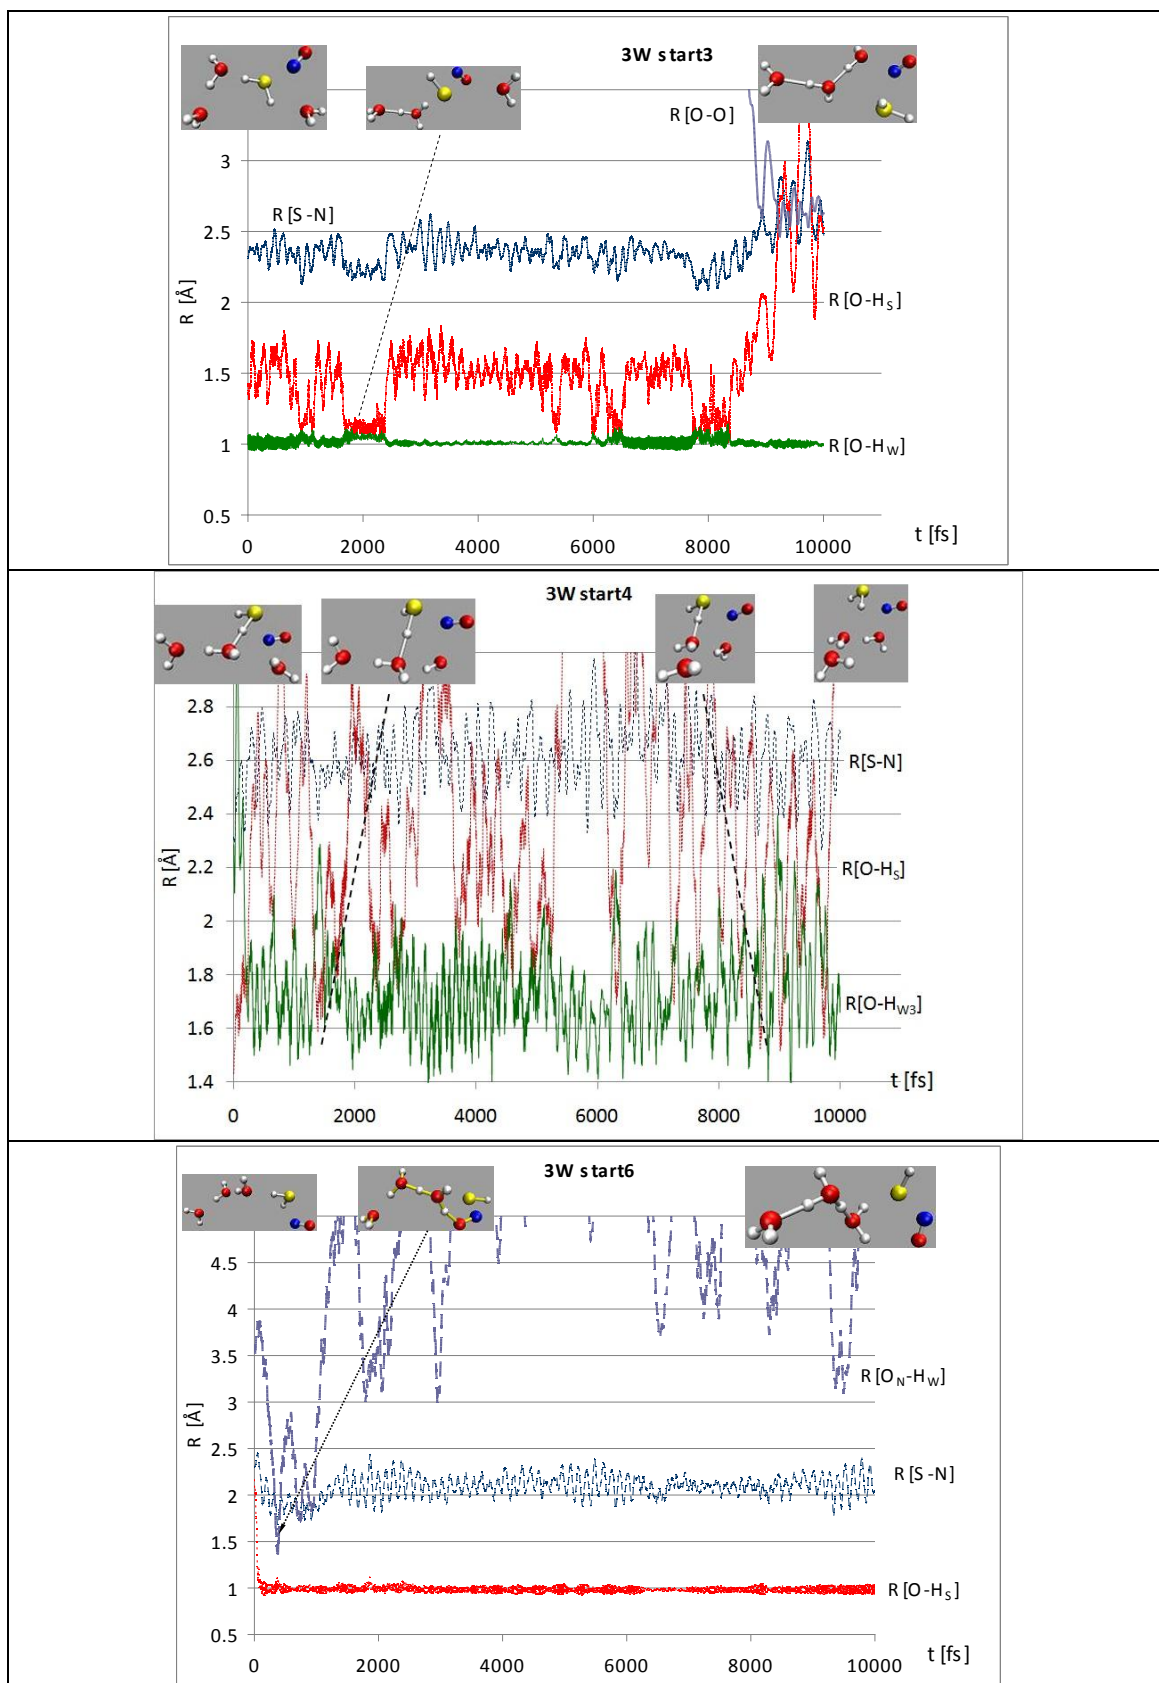 3W start3
R [O-O]
3
R [S-N]
2.5
R [Å]
2
R [O-HS]
1.5
1
R [O-HW]
0.5
0 2000 4000 6000 8000 10000
t [fs]
3W start4
2.8
2.6
R[S-N]
2.4
R [Å]
2.2
R[O-HS]
2
1.8
R[O-HW3]
1.6
1.4
t [fs]
0 2000 4000 6000 8000 10000
3W start6
4.5
4
3.5
R [ON-HW]
3
R [Å]
2.5
R [S-N]
2
1.5
1
R [O-HS]
0.5
0 2000 4000 6000 8000 10000
t [fs]